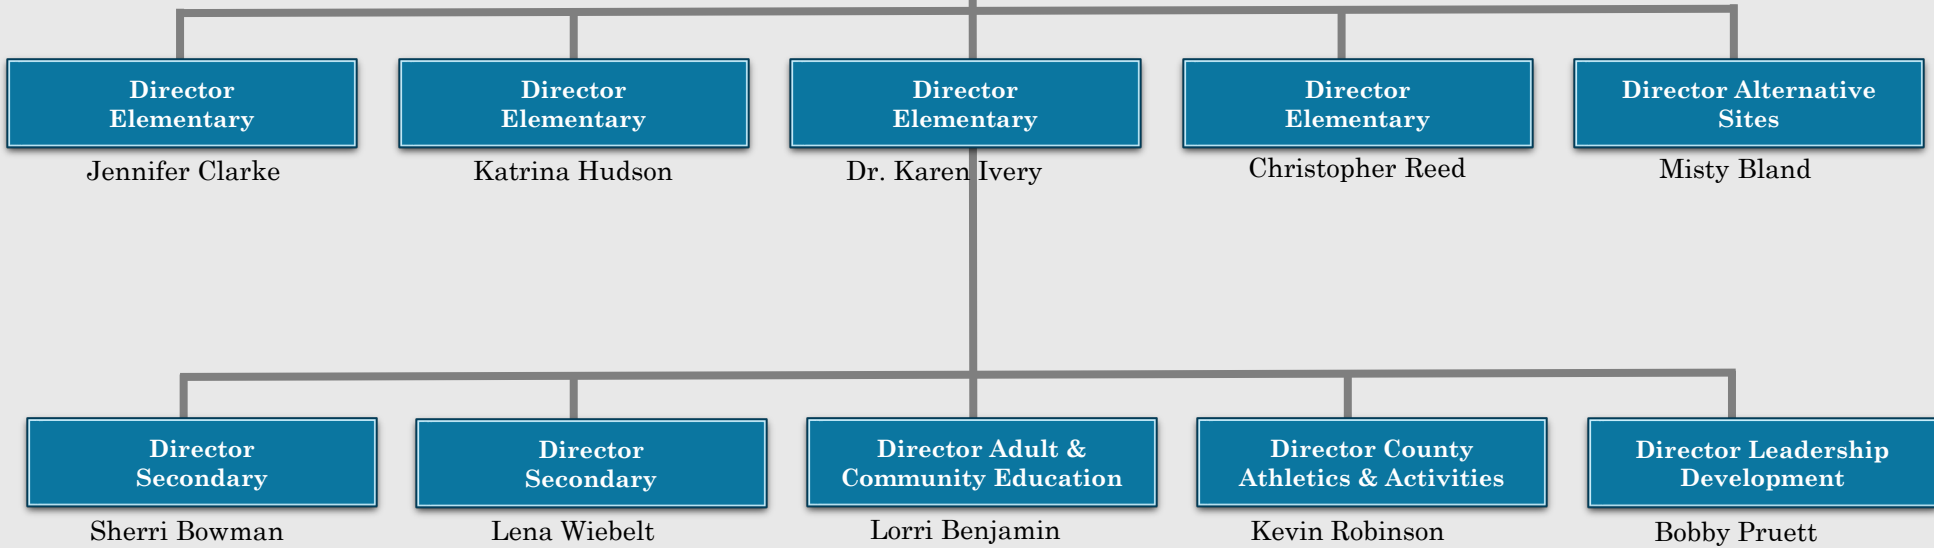 Director
Elementary
Jennifer Clarke
Director
Elementary
Katrina Hudson
Director
Elementary
Dr. Karen Ivery
Director
Elementary
Christopher Reed
Director Alternative
Sites
Misty Bland
Director
Secondary
Sherri Bowman
Director
Secondary
Lena Wiebelt
Director Adult &
Community Education
Lorri Benjamin
Director County
Athletics & Activities
Kevin Robinson
Director Leadership
Development
Bobby Pruett